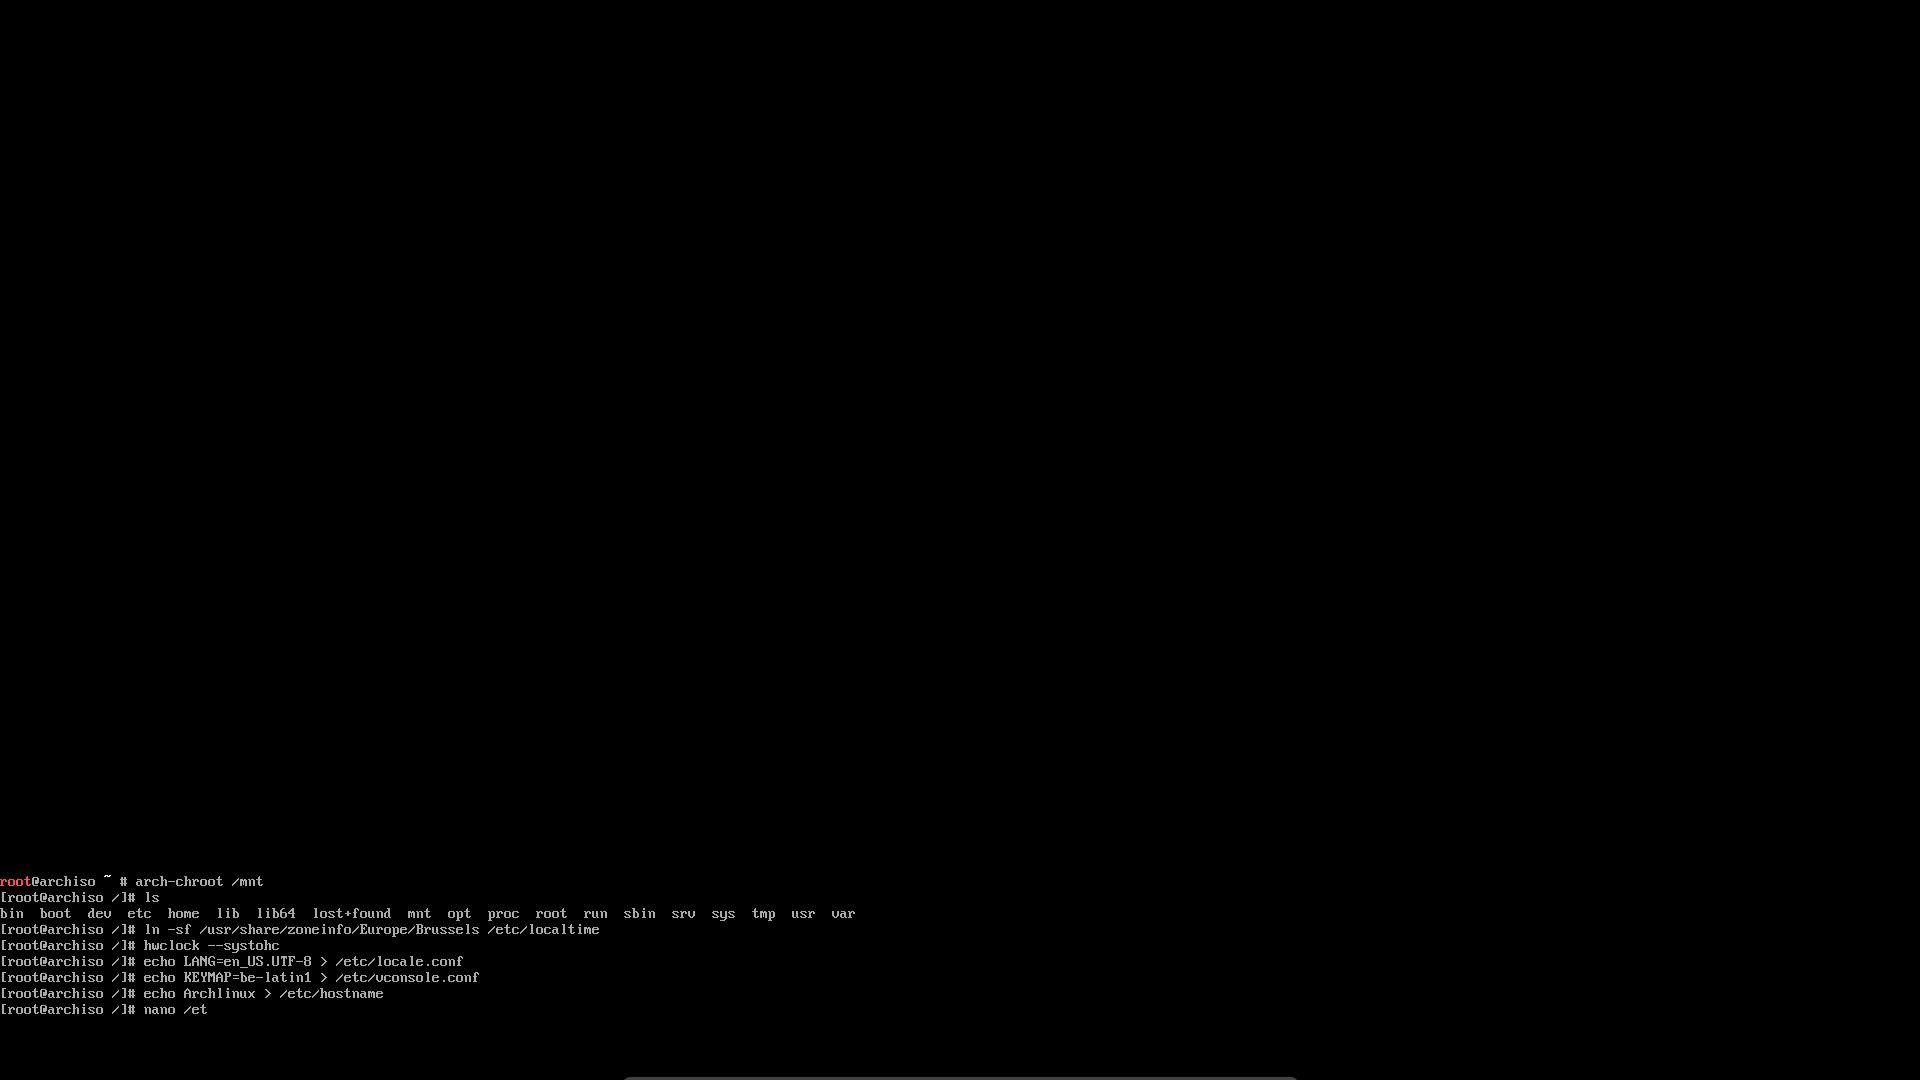 root@archiso ~ # arch-chroot /mnt
[root@archiso /]# ls
bin  boot  dev  etc  home  lib  lib64  lost+found  mnt  opt  proc  root  run  sbin  srv  sys  tmp  usr  var
[root@archiso /]# ln -sf /usr/share/zoneinfo/Europe/Brussels /etc/localtime
[root@archiso /]# hwclock --systohc
[root@archiso /]# echo LANG=en_US.UTF-8 > /etc/locale.conf
[root@archiso /]# echo KEYMAP=be-latin1 > /etc/vconsole.conf
[root@archiso /]# echo Archlinux > /etc/hostname
[root@archiso /]# nano /et